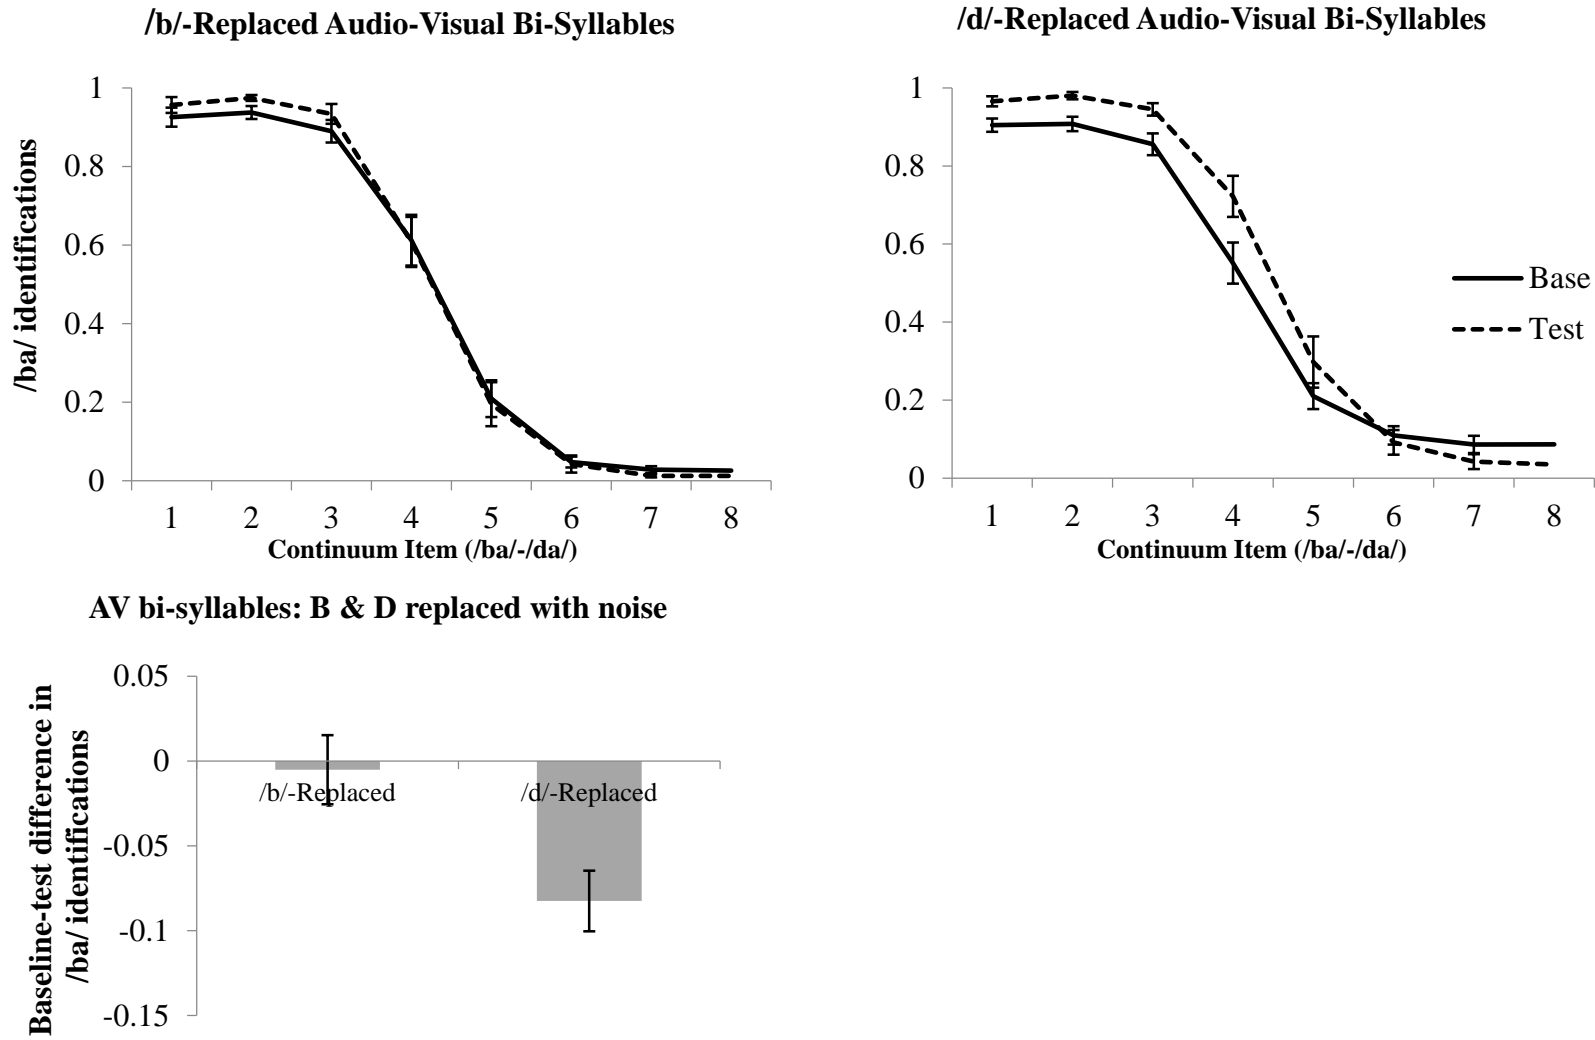 /b/-Replaced Audio-Visual Bi-Syllables
/ba/ identifications
1
0.8
0.6
0.4
0.2
0
1 2 3 4 5 6 7 8
Continuum Item (/ba/-/da/)
/d/-Replaced Audio-Visual Bi-Syllables
1
0.8
0.6
0.4
0.2
0
1 2 3 4 5 6 7 8
Continuum Item (/ba/-/da/)
Base
Test
AV bi-syllables: B & D replaced with noise
Baseline-test difference in
/ba/ identifications
0.05
0
-0.05
-0.1
-0.15
/b/-Replaced /d/-Replaced